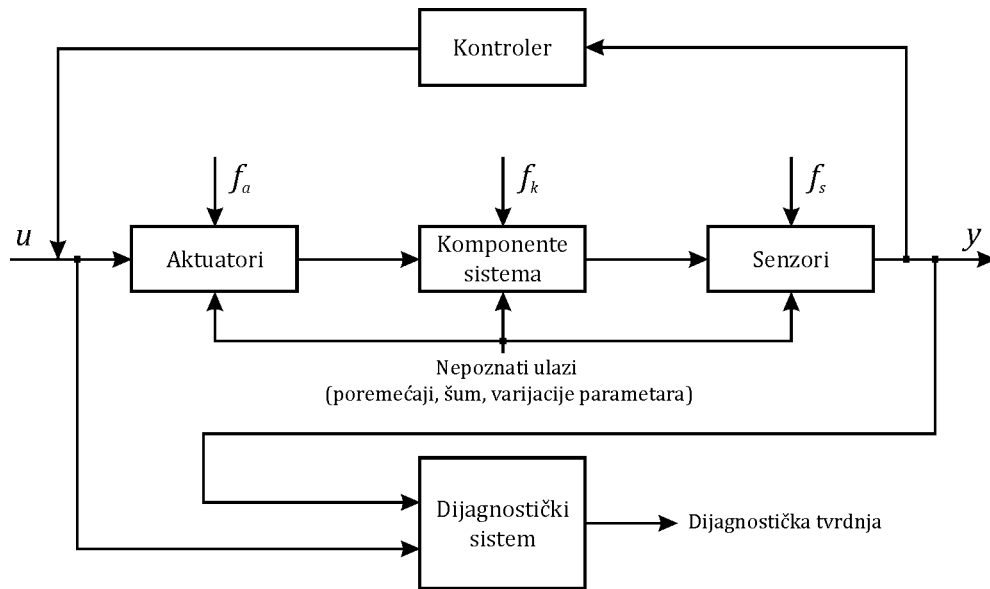 Kontroler
f_a
f_k
f_s
u
Aktuatori
Komponente
sistema
Senzori
y
Nepoznati ulazi
(poremećaji, šum, varijacije parametara)
Dijagnostički
sistem
Dijagnostička tvrdnja